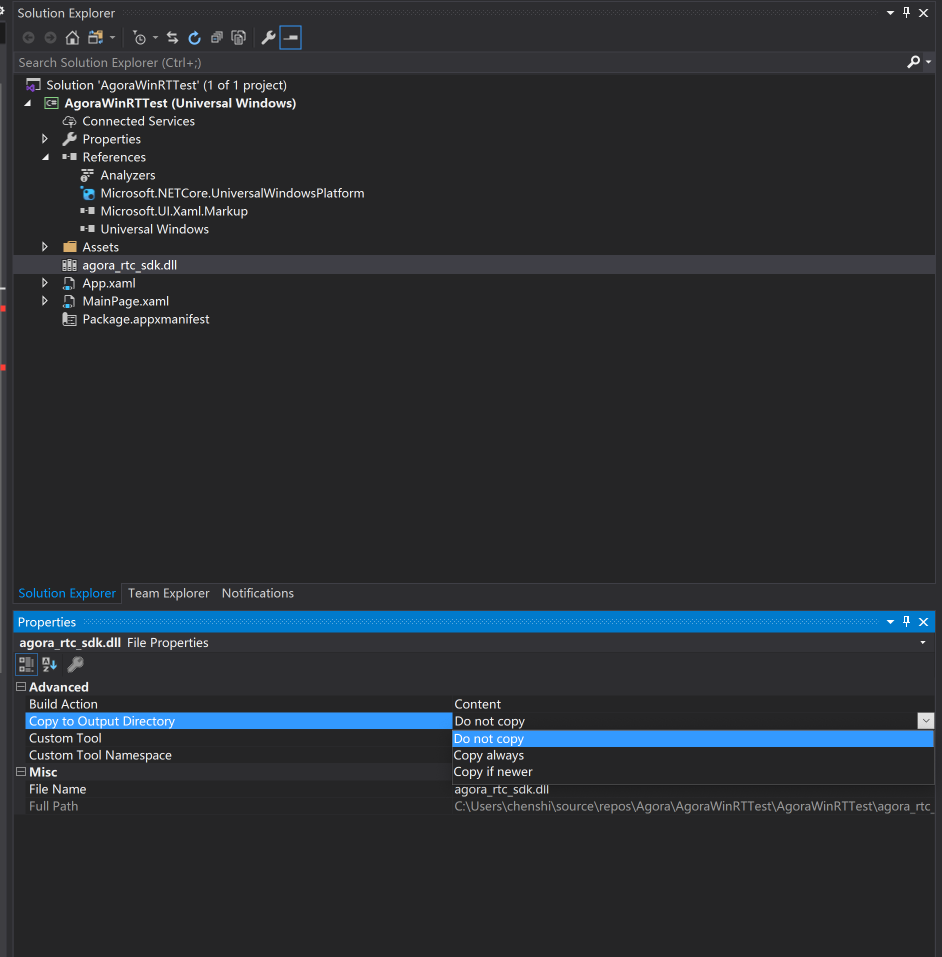 Solution Explorer
Search Solution Explorer (Ctrl+;)
Solution 'AgoraWinRTTest' (1 of 1 project)
AgoraWinRTTest (Universal Windows)
Connected Services
Properties
References
Analyzers
Microsoft.NETCore.UniversalWindowsPlatform
Microsoft.UI.Xaml.Markup
Universal Windows
Assets
agora_rtc_sdk.dll
App.xaml
MainPage.xaml
Package.appxmanifest
Solution Explorer Team Explorer Notifications
Properties
agora_rtc_sdk.dll File Properties
Advanced
Build Action Content
Copy to Output Directory Do not copy
Custom Tool Do not copy
Custom Tool Namespace Copy always
Misc Copy if newer
File Name agora_rtc_sdk.dll
Full Path C:\Users\chenshi\source\repos\Agora\AgoraWinRTTest\AgoraWinRTTest\agora_rtc_